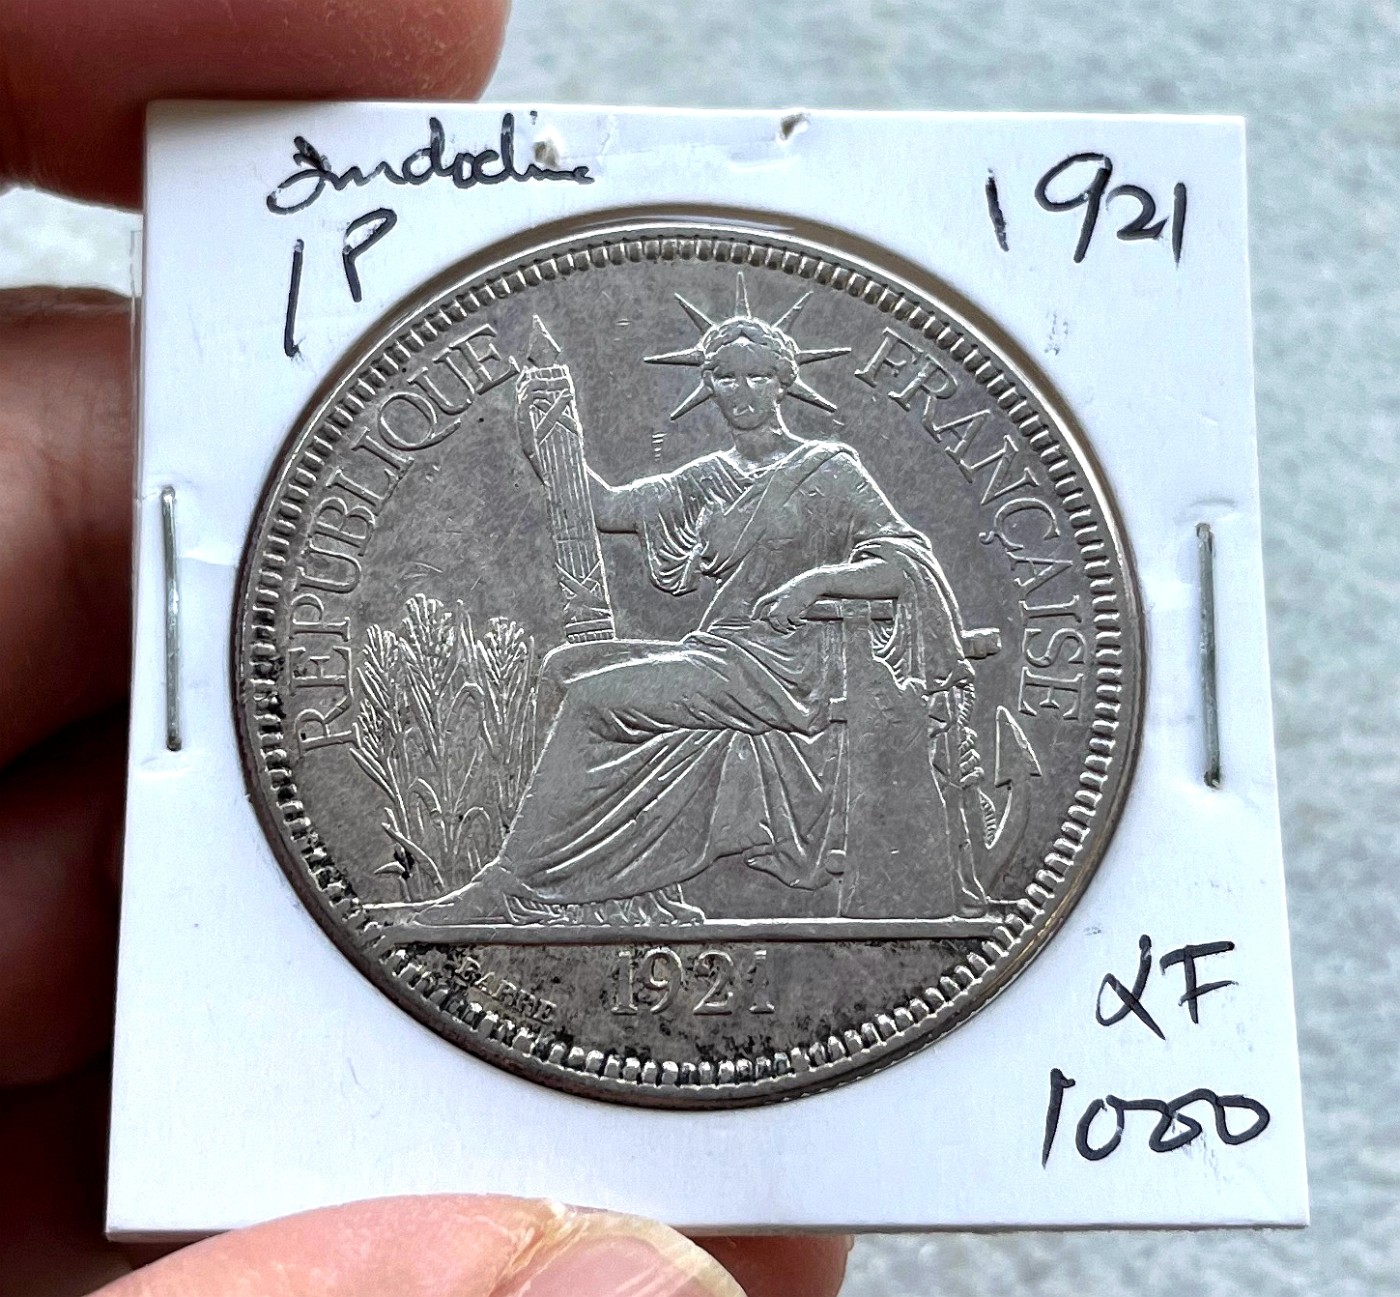 Indochine
1P
1921
REPUBLIQUE FRANÇAISE
BARRE
1921
XF
1000